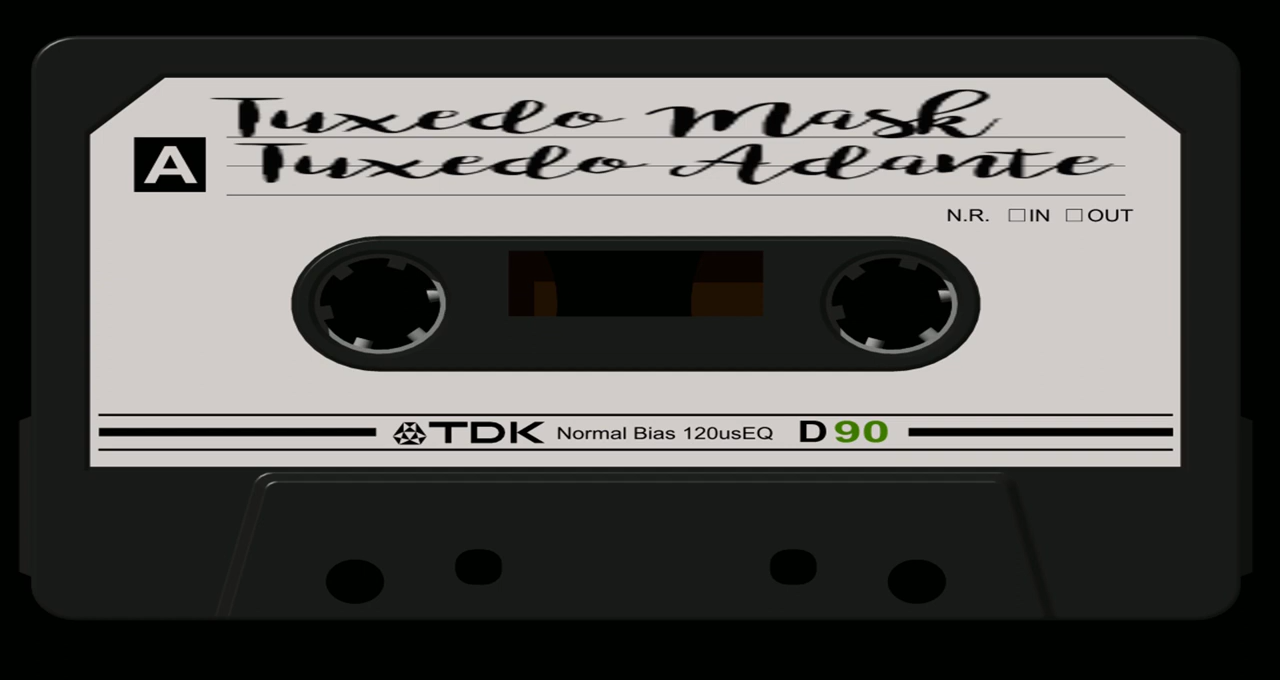 Tuxedo Mask
A Tuxedo Adante
N.R. □IN □OUT
TDK Normal Bias 120usEQ D90